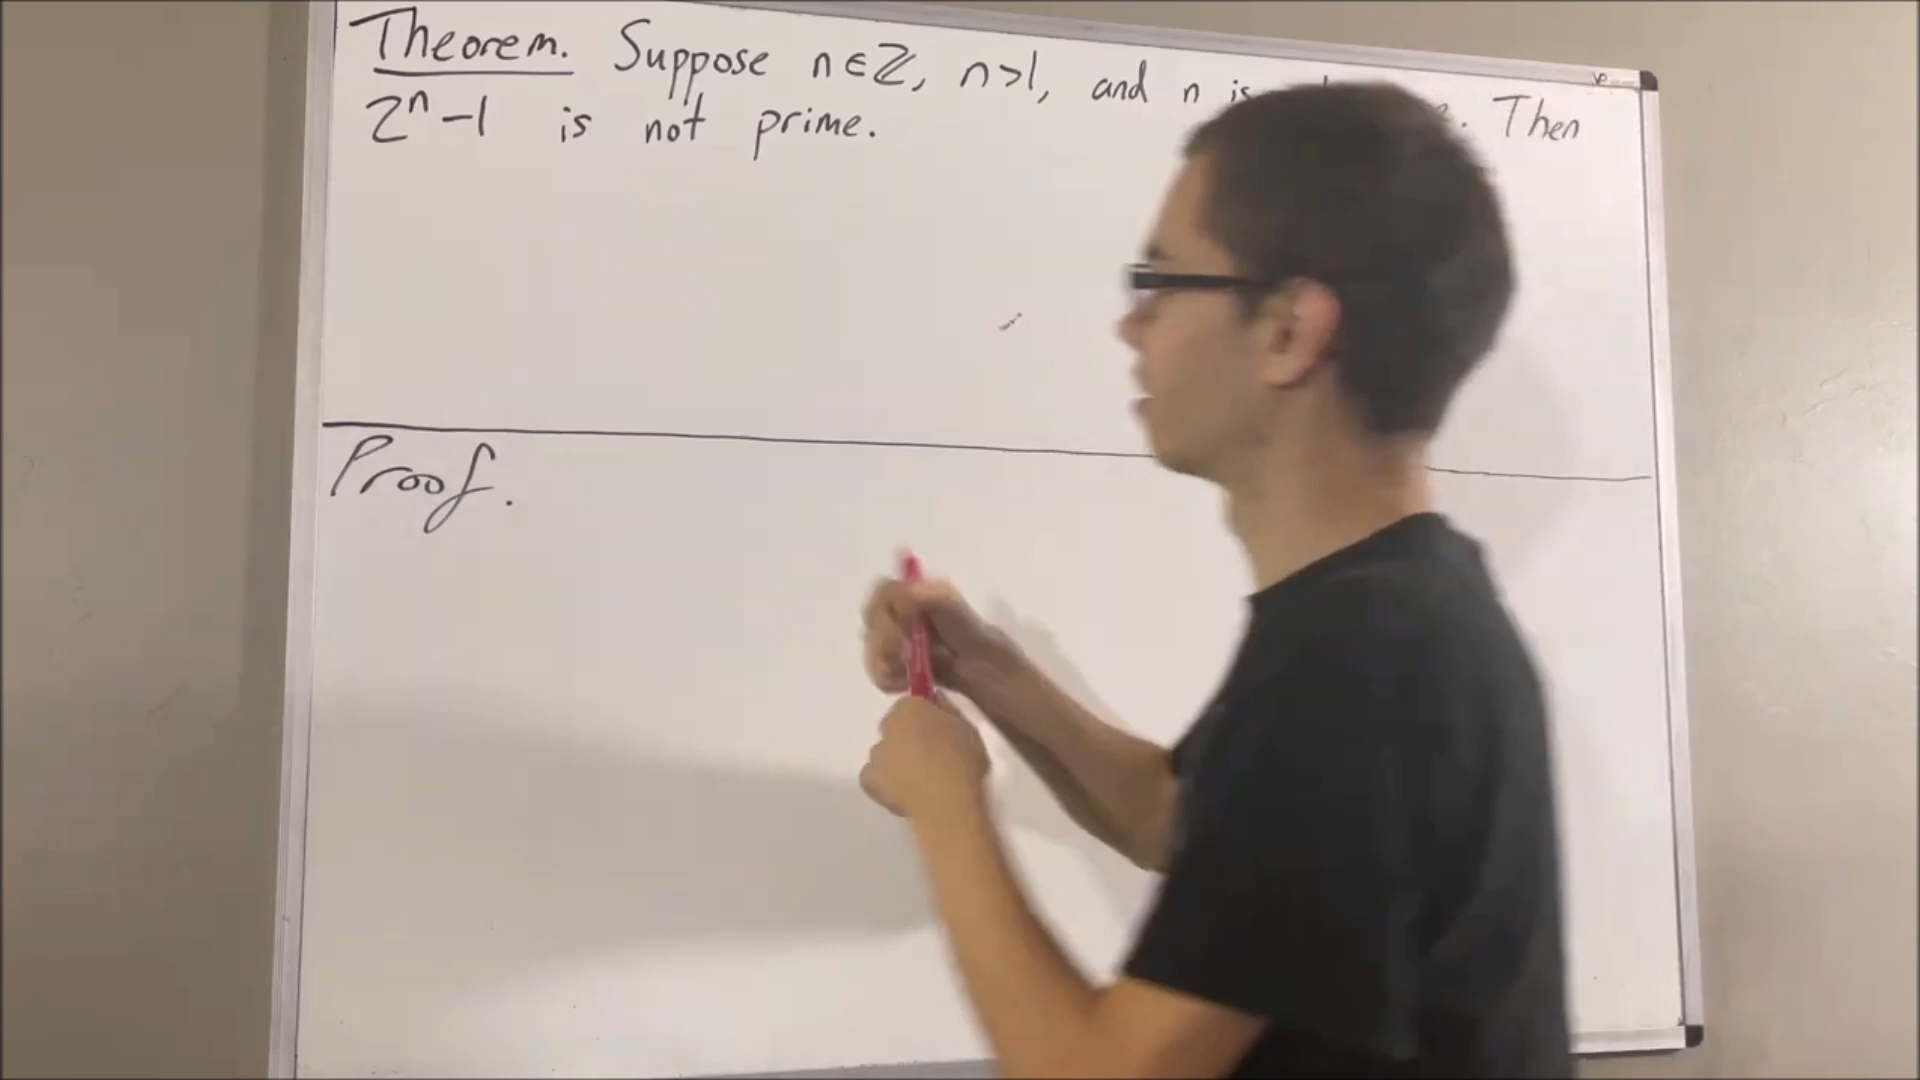 Theorem. Suppose n ∈ ℤ, n>1, and n is Then
2ⁿ-1 is not prime.
Proof.